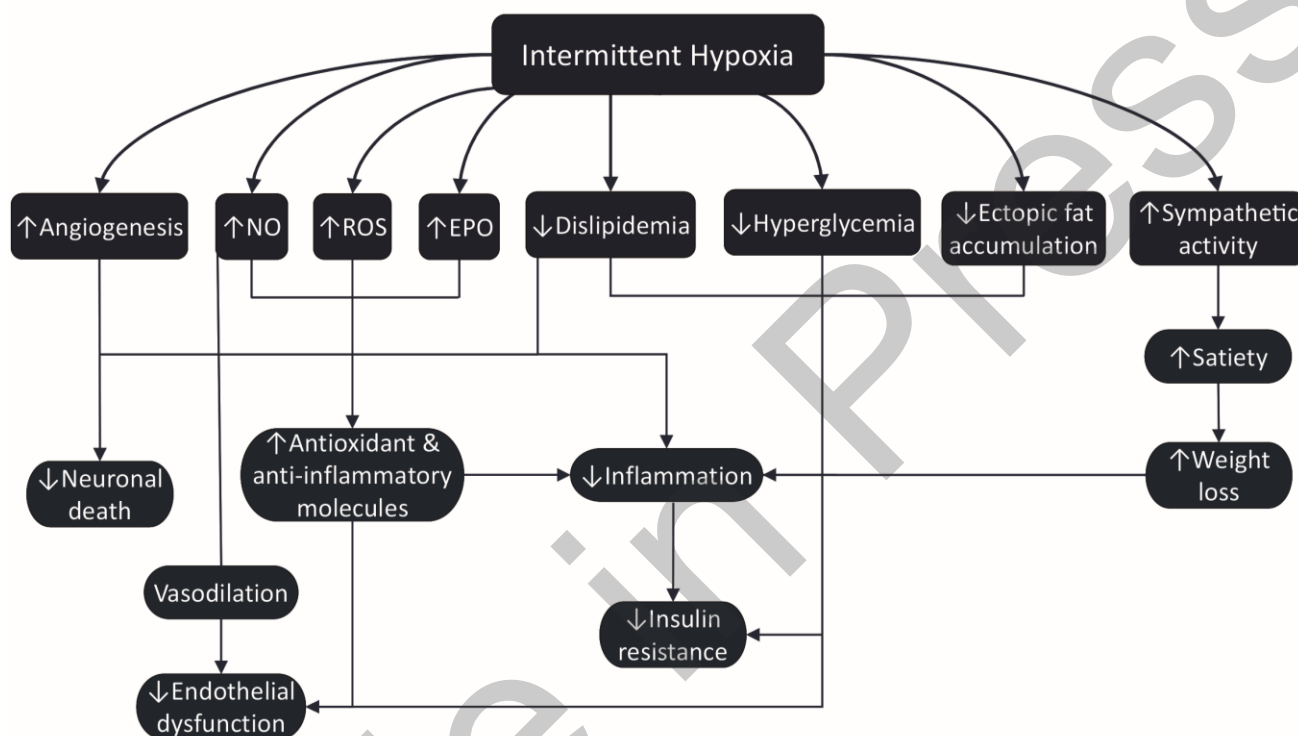 Intermittent Hypoxia
↑Angiogenesis
↑NO
↑ROS
↑EPO
↓Dislipidemia
↓Hyperglycemia
↓Ectopic fat
accumulation
↑Sympathetic
activity
↑Satiety
↑Antioxidant &
anti-inflammatory
molecules
↓Inflammation
↑Weight
loss
↓Neuronal
death
Vasodilation
↓Insulin
resistance
↓Endothelial
dysfunction
in Press